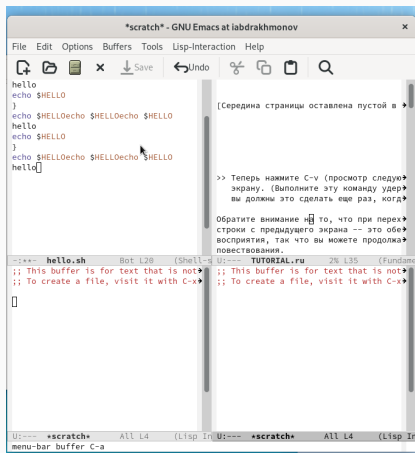 *scratch* - GNU Emacs at iabdrakhmonov
File Edit Options Buffers Tools Lisp-Interaction Help
Save Undo
hello
echo $HELLO
}
echo $HELLOecho $HELLOecho $HELLO
hello
echo $HELLO
}
echo $HELLOecho $HELLOecho $HELLO
hello
-:**- hello.sh Bot L20 (Shell-s
[Середина страницы оставлена пустой в
>> Теперь нажмите C-v (просмотр следую
экрану. (Выполните эту команду удер
вы должны это сделать еще раз, когд
Обратите внимание на то, что при перех
строки с предыдущего экрана -- это обе
восприятия, так что вы можете продолжа
повествования.
U:--- TUTORIAL.ru 2% L35 (Fundame
;; This buffer is for text that is not
;; To create a file, visit it with C-x
U:--- *scratch* All L4 (Lisp In
;; This buffer is for text that is not
;; To create a file, visit it with C-x
U:--- *scratch* All L4 (Lisp In
menu-bar buffer C-a